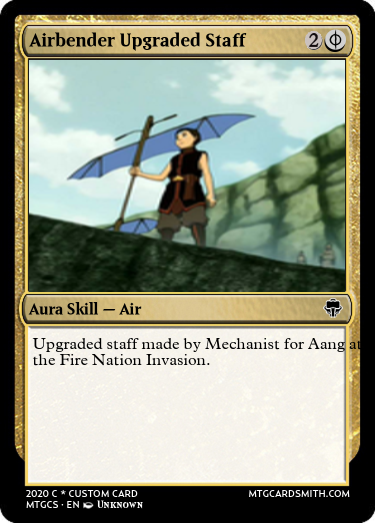 Airbender Upgraded Staff 2
Aura Skill — Air
Upgraded staff made by Mechanist for Aang at
the Fire Nation Invasion.
2020 C * CUSTOM CARD
MTGCARDSMITH.COM
MTGCS · EN Unknown